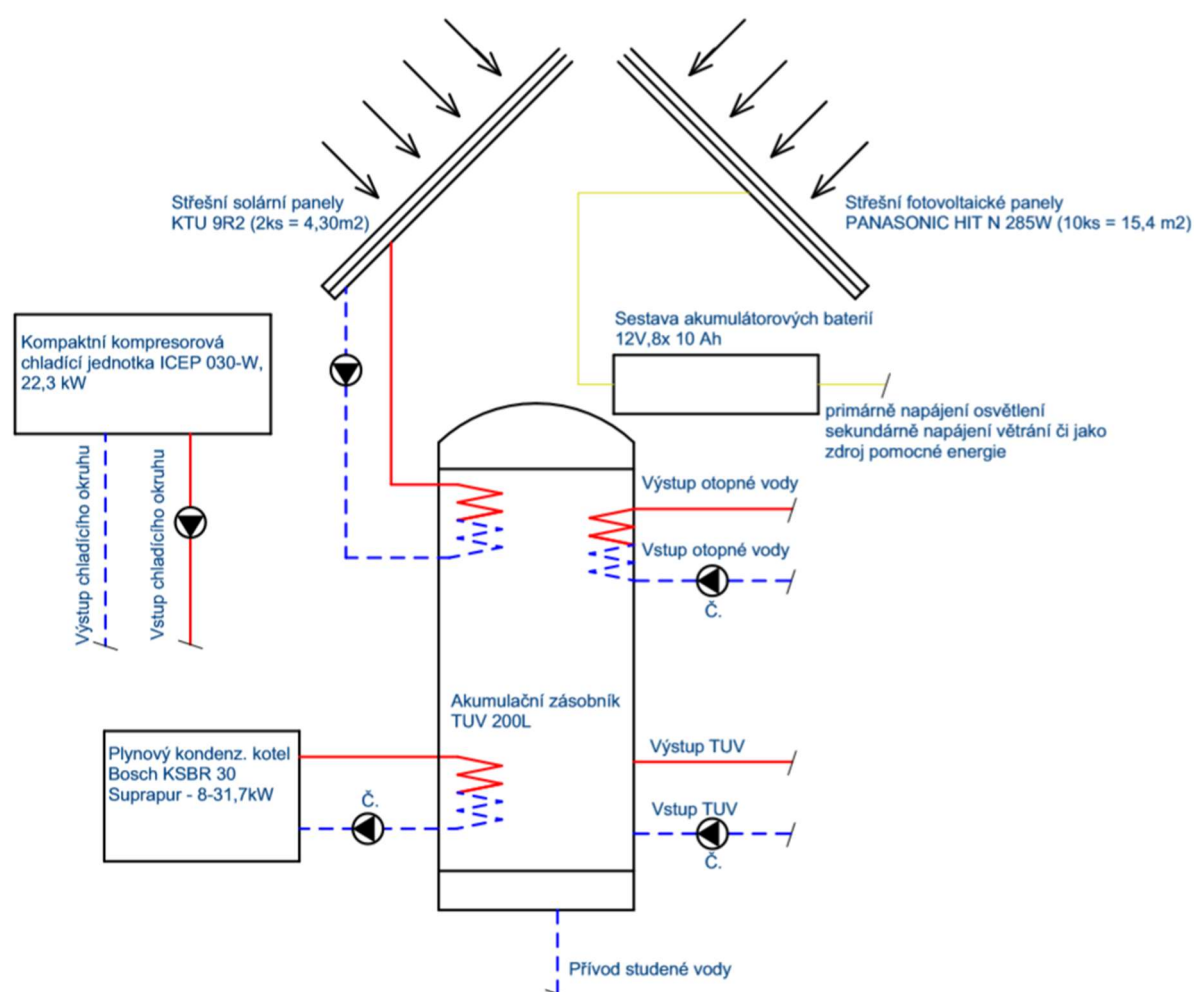 Střešní solární panely
KTU 9R2 (2ks = 4,30m2)
Střešní fotovoltaické panely
PANASONIC HIT N 285W (10ks = 15,4 m2)
Kompaktní kompresorová
chladící jednotka ICEP 030-W,
22,3 kW
Sestava akumulátorových baterií
12V,8x 10 Ah
primárně napájení osvětlení
sekundárně napájení větrání či jako
zdroj pomocné energie
Výstup chladícího okruhu
Vstup chladícího okruhu
Výstup otopné vody
Vstup otopné vody
Č.
Akumulační zásobník
TUV 200L
Plynový kondenz. kotel
Bosch KSBR 30
Suprapur - 8-31,7kW
Č.
Výstup TUV
Vstup TUV
Č.
Přívod studené vody